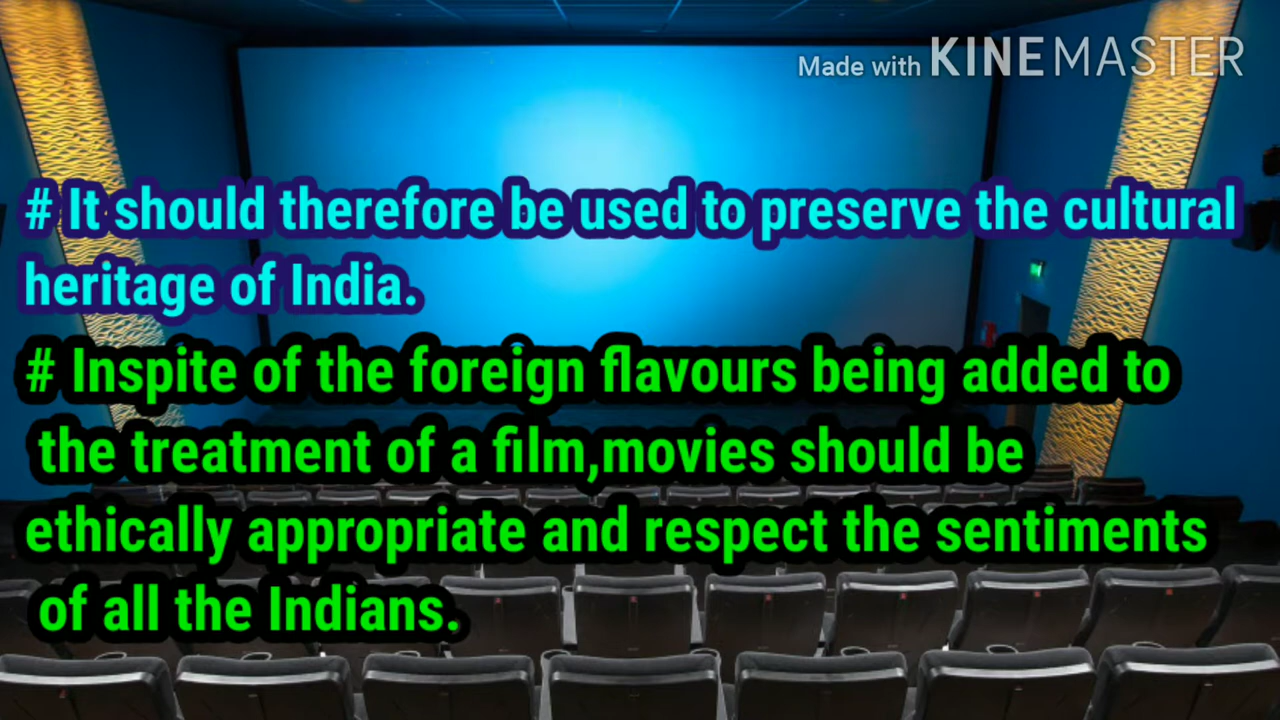 Made with KINEMASTER
# It should therefore be used to preserve the cultural
heritage of India.
# Inspite of the foreign flavours being added to
the treatment of a film,movies should be
ethically appropriate and respect the sentiments
of all the Indians.